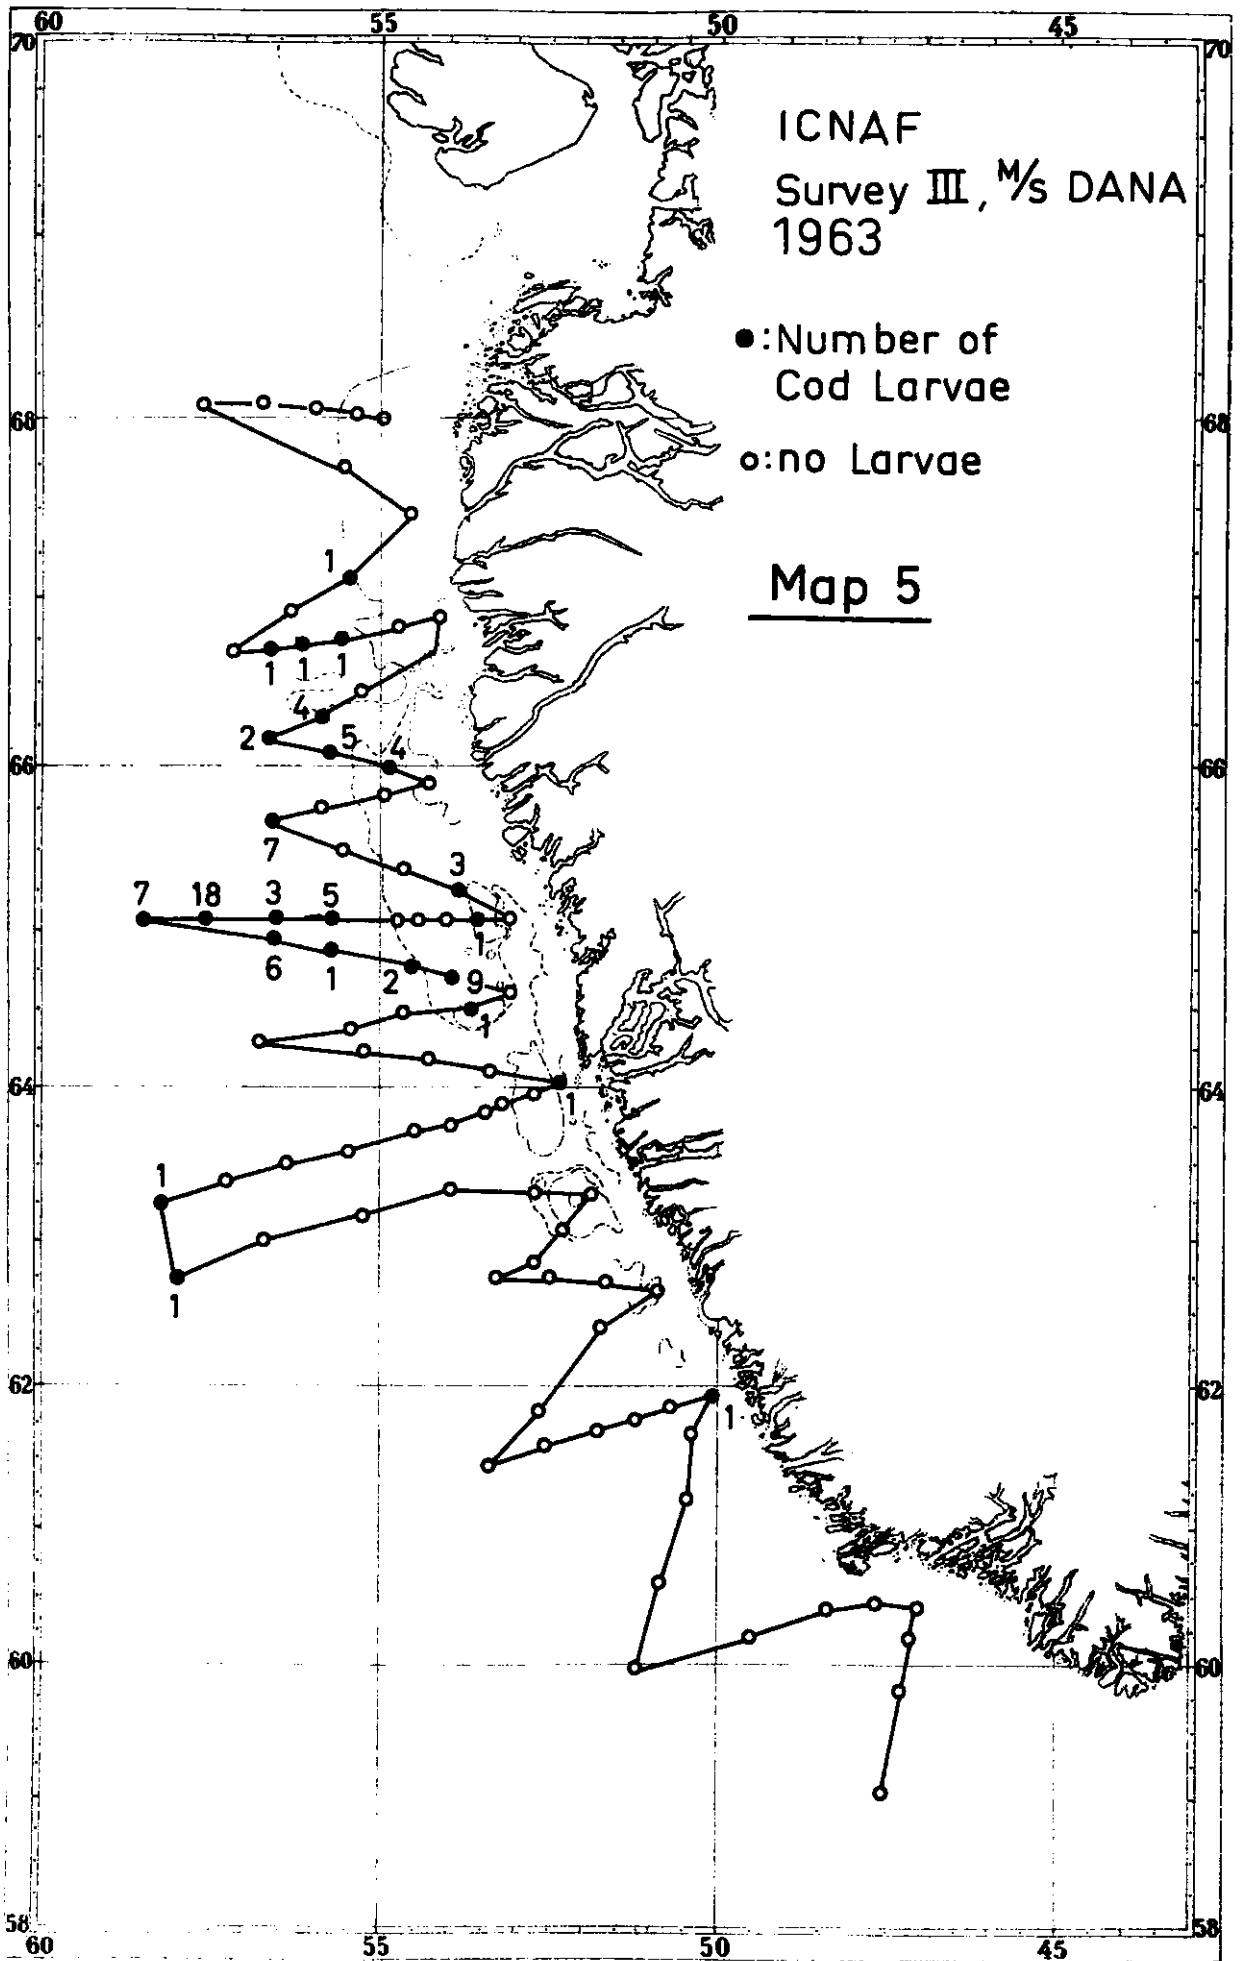 60 55 50 45
70 70
ICNAF
Survey III, M/S DANA
1963
●:Number of
Cod Larvae
68 68
o:no Larvae
1
Map 5
1 1 1
4
2 5 4
66 66
7
3
7 18 3 5
1
6 1 2 9
1
64 64
1
1
1
62 62
1
60 60
58 58
60 55 50 45